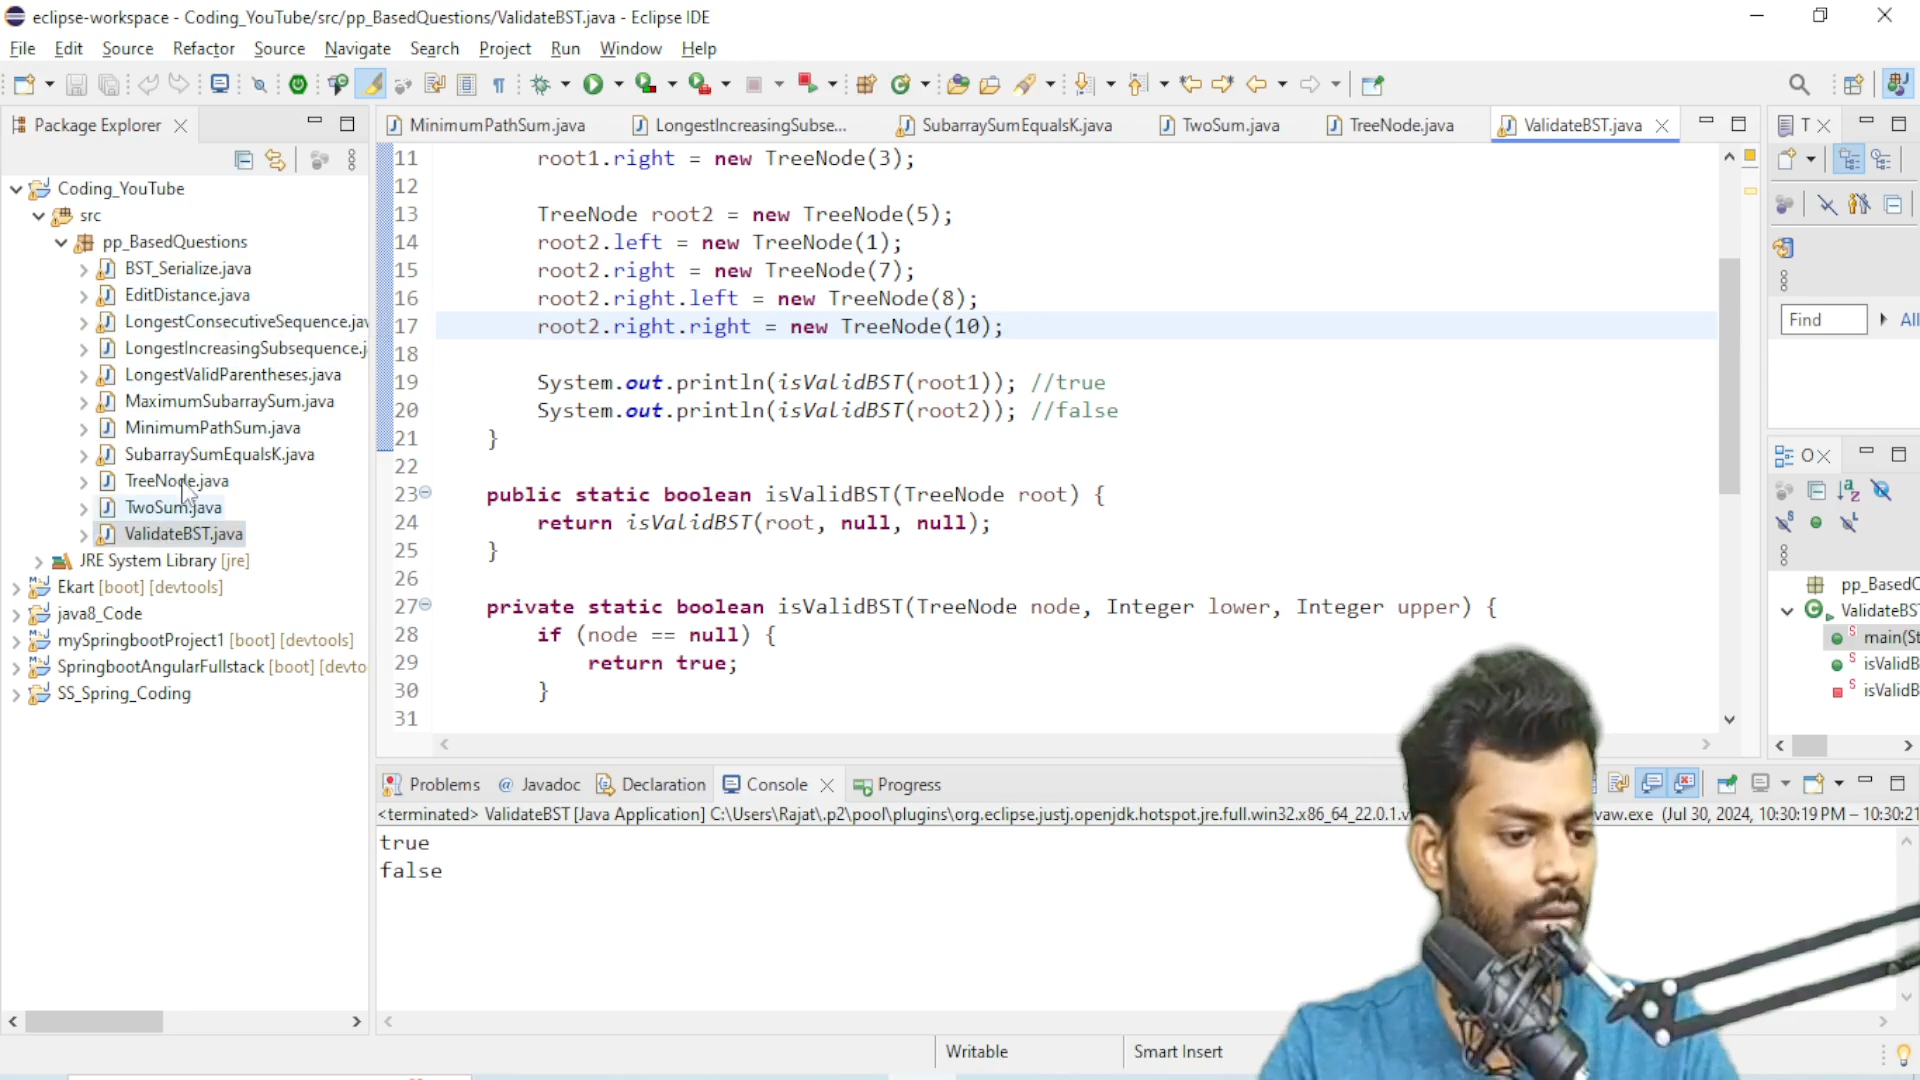 eclipse-workspace - Coding_YouTube/src/pp_BasedQuestions/ValidateBST.java - Eclipse IDE
File Edit Source Refactor Source Navigate Search Project Run Window Help
Package Explorer
MinimumPathSum.java LongestIncreasingSubse... SubarraySumEqualsK.java TwoSum.java TreeNode.java ValidateBST.java
T
Coding_YouTube
src
pp_BasedQuestions
BST_Serialize.java
EditDistance.java
LongestConsecutiveSequence.jav
LongestIncreasingSubsequence.j
LongestValidParentheses.java
MaximumSubarraySum.java
MinimumPathSum.java
SubarraySumEqualsK.java
TreeNode.java
TwoSum.java
ValidateBST.java
JRE System Library [jre]
Ekart [boot] [devtools]
java8_Code
mySpringbootProject1 [boot] [devtools]
SpringbootAngularFullstack [boot] [devto
SS_Spring_Coding
11 root1.right = new TreeNode(3);
12
13 TreeNode root2 = new TreeNode(5);
14 root2.left = new TreeNode(1);
15 root2.right = new TreeNode(7);
16 root2.right.left = new TreeNode(8);
17 root2.right.right = new TreeNode(10);
18
19 System.out.println(isValidBST(root1)); //true
20 System.out.println(isValidBST(root2)); //false
21 }
22
23 public static boolean isValidBST(TreeNode root) {
24 return isValidBST(root, null, null);
25 }
26
27 private static boolean isValidBST(TreeNode node, Integer lower, Integer upper) {
28 if (node == null) {
29 return true;
30 }
31
Find All
O
pp_BasedQ
ValidateBST
main(St
isValidB
isValidB
Problems @ Javadoc Declaration Console Progress
<terminated> ValidateBST [Java Application] C:\Users\Rajat\.p2\pool\plugins\org.eclipse.justj.openjdk.hotspot.jre.full.win32.x86_64_22.0.1.v vaw.exe (Jul 30, 2024, 10:30:19 PM – 10:30:21
true
false
Writable Smart Insert